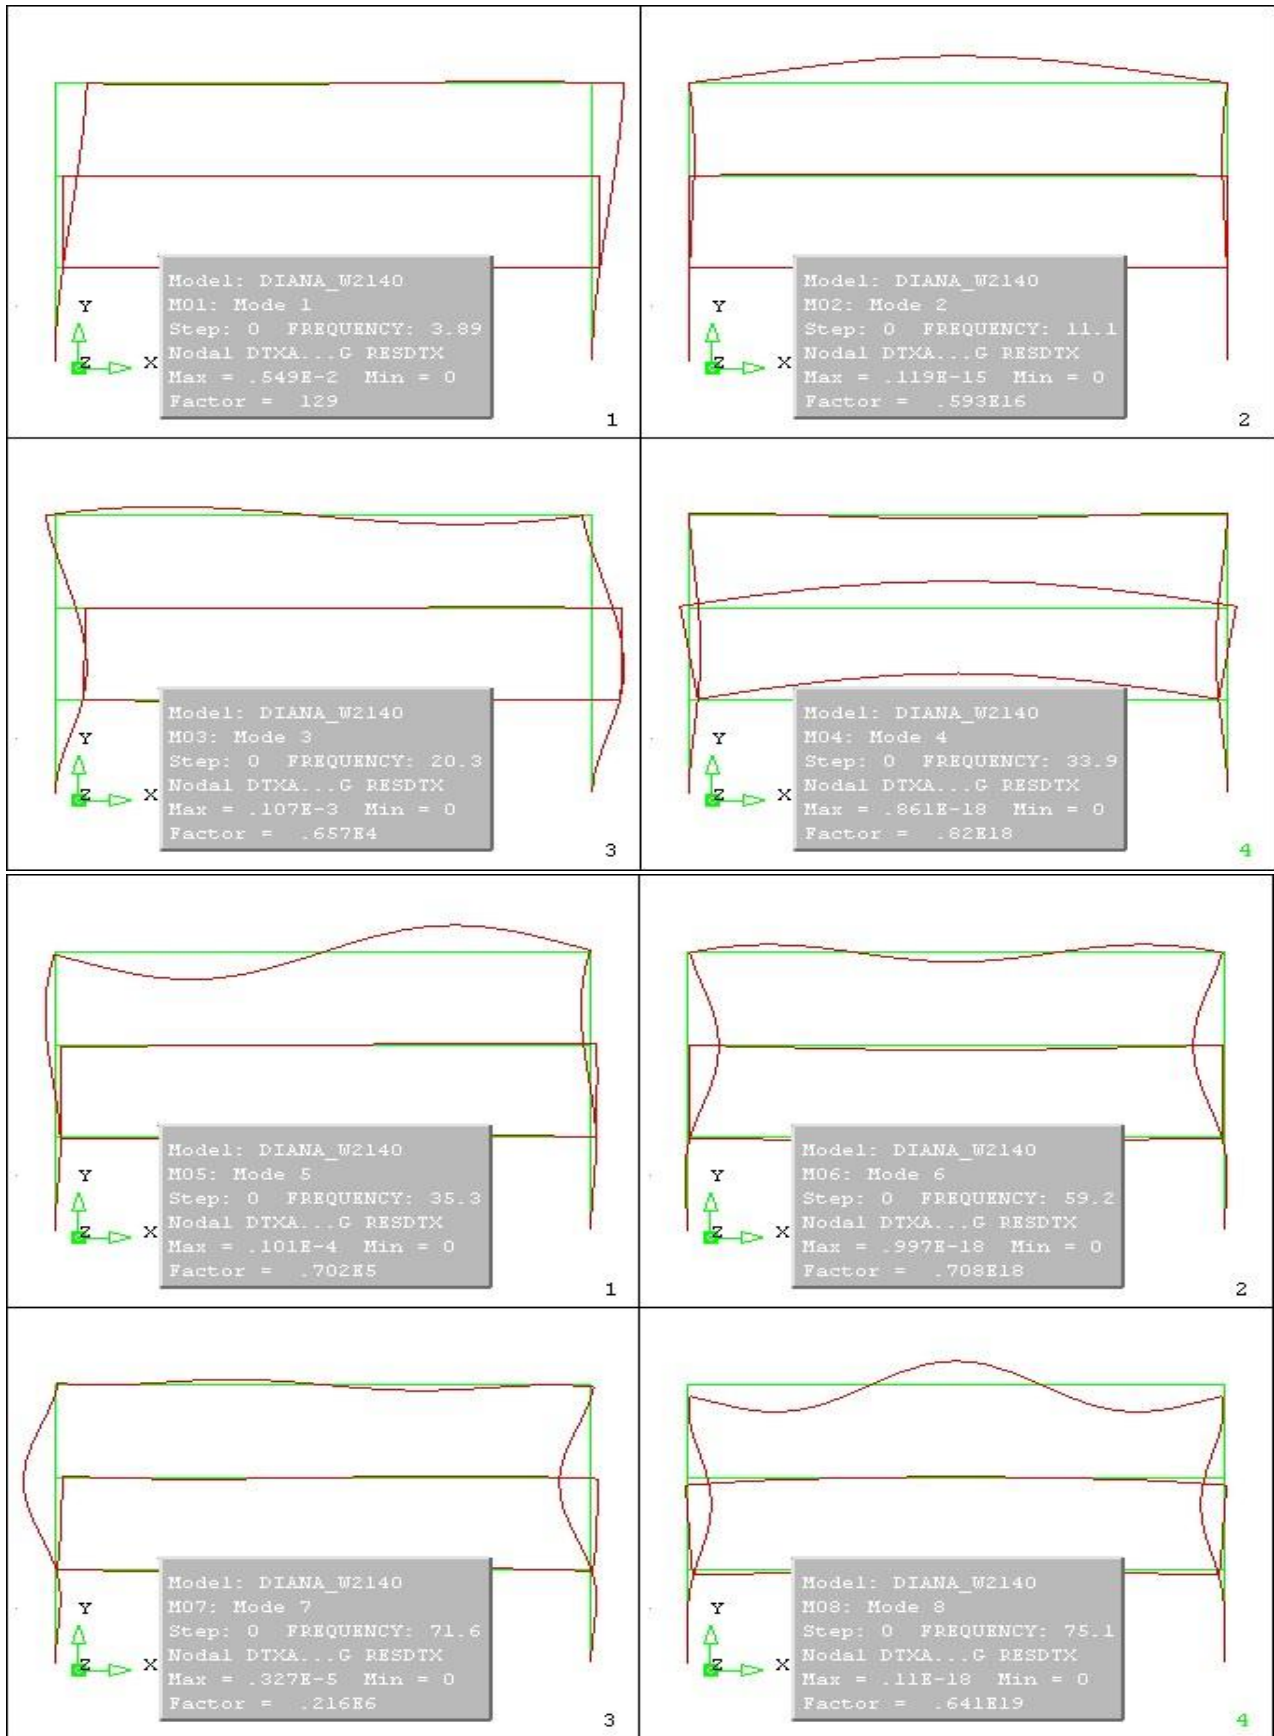 Model: DIANA_W2140
M01: Mode 1
Step: 0 FREQUENCY: 3.89
Nodal DTXA...G RESDTX
Max = .549E-2 Min = 0
Factor = 129
Y
Z X
1
Model: DIANA_W2140
M02: Mode 2
Step: 0 FREQUENCY: 11.1
Nodal DTXA...G RESDTX
Max = .119E-15 Min = 0
Factor = .593E16
Y
Z X
2
Model: DIANA_W2140
M03: Mode 3
Step: 0 FREQUENCY: 20.3
Nodal DTXA...G RESDTX
Max = .107E-3 Min = 0
Factor = .657E4
Y
Z X
3
Model: DIANA_W2140
M04: Mode 4
Step: 0 FREQUENCY: 33.9
Nodal DTXA...G RESDTX
Max = .861E-18 Min = 0
Factor = .82E18
Y
Z X
4
Model: DIANA_W2140
M05: Mode 5
Step: 0 FREQUENCY: 35.3
Nodal DTXA...G RESDTX
Max = .101E-4 Min = 0
Factor = .702E5
Y
Z X
1
Model: DIANA_W2140
M06: Mode 6
Step: 0 FREQUENCY: 59.2
Nodal DTXA...G RESDTX
Max = .997E-18 Min = 0
Factor = .708E18
Y
Z X
2
Model: DIANA_W2140
M07: Mode 7
Step: 0 FREQUENCY: 71.6
Nodal DTXA...G RESDTX
Max = .327E-5 Min = 0
Factor = .216E6
Y
Z X
3
Model: DIANA_W2140
M08: Mode 8
Step: 0 FREQUENCY: 75.1
Nodal DTXA...G RESDTX
Max = .11E-18 Min = 0
Factor = .641E19
Y
Z X
4